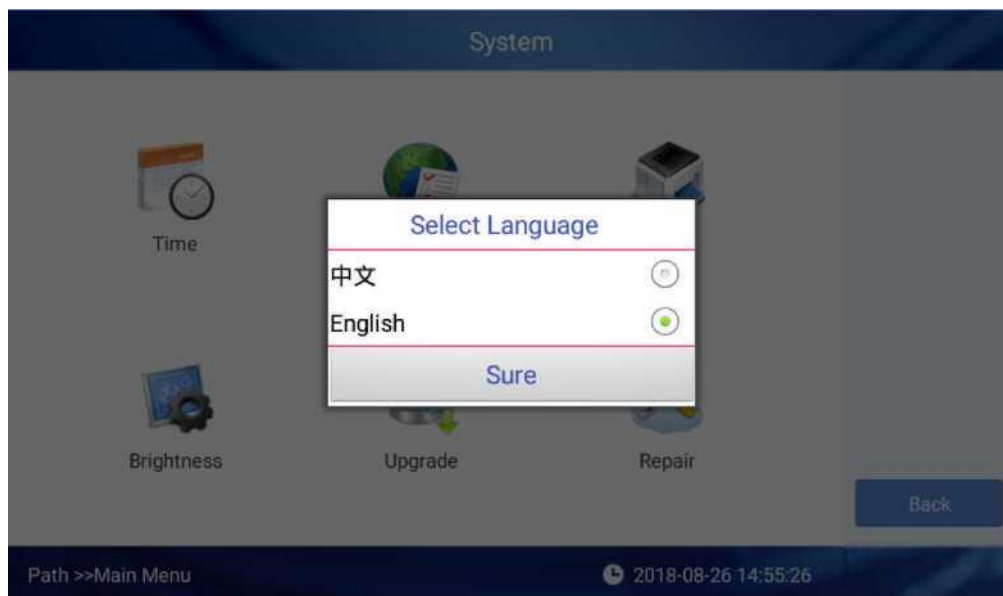 System
Time
Select Language
中文
English
Sure
Brightness
Upgrade
Repair
Back
Path >>Main Menu
2018-08-26 14:55:26